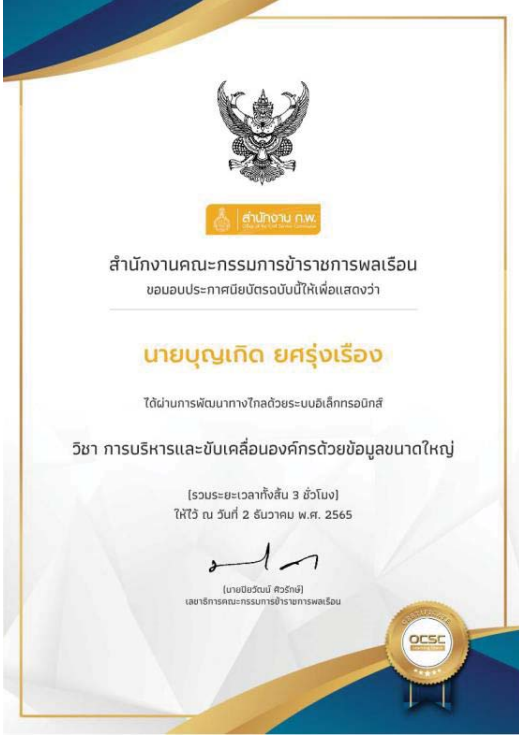 สำนักงาน ก.พ.
สำนักงานคณะกรรมการข้าราชการพลเรือน
ขอมอบประกาศนียบัตรฉบับนี้ให้เพื่อแสดงว่า
นายบุญเกิด ยศรุ่งเรือง
ได้ผ่านการพัฒนาทางไกลด้วยระบบอิเล็กทรอนิกส์
วิชา การบริหารและขับเคลื่อนองค์กรด้วยข้อมูลขนาดใหญ่
(รวมระยะเวลาทั้งสิ้น 3 ชั่วโมง)
ให้ไว้ ณ วันที่ 2 ธันวาคม พ.ศ. 2565
(นายปิยวัฒน์ ศิวรักษ์)
เลขาธิการคณะกรรมการข้าราชการพลเรือน
CERTIFICATE
OCSC